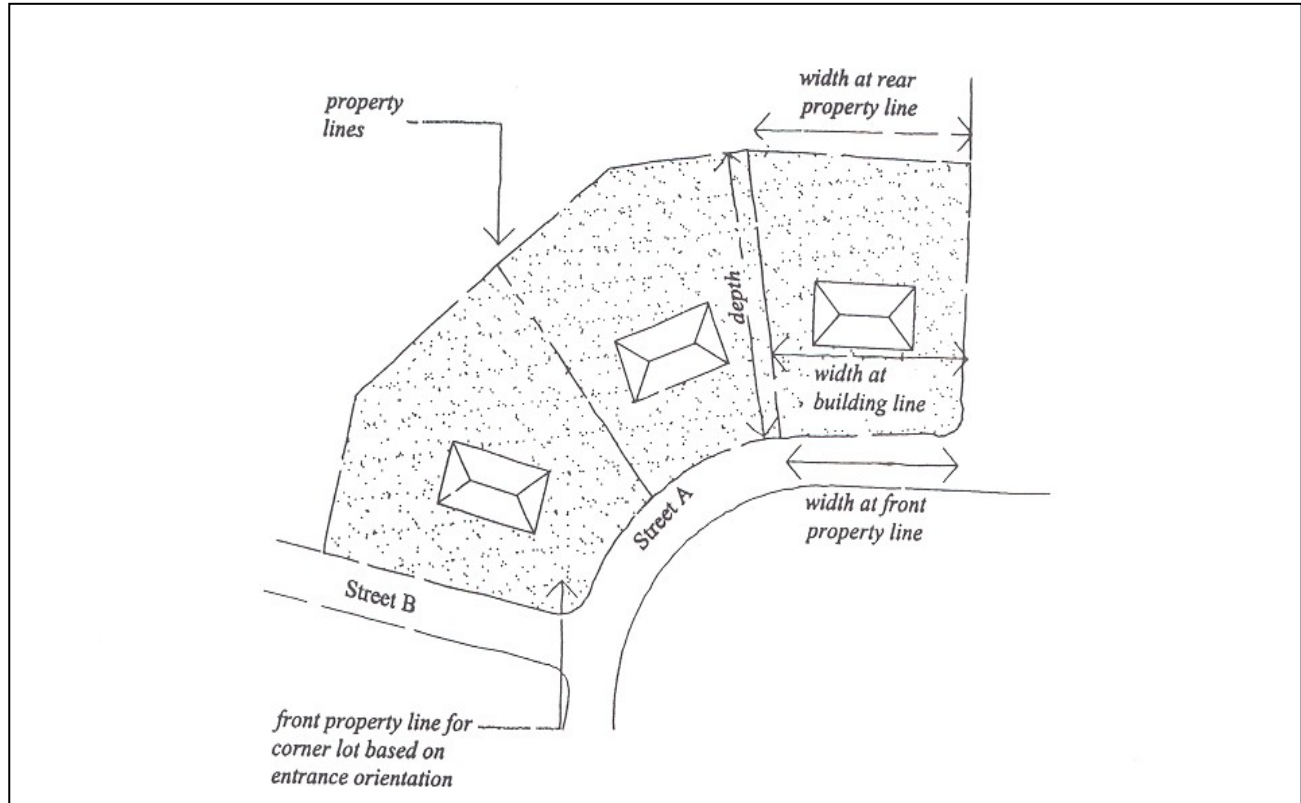 width at rear
property line
property
lines
depth
width at
building line
width at front
property line
Street A
Street B
front property line for
corner lot based on
entrance orientation